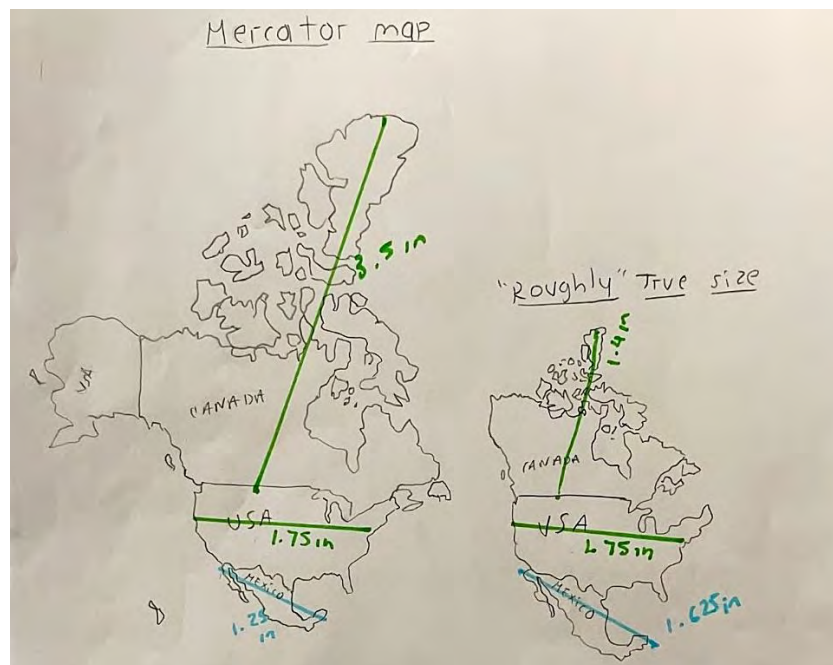 Mercator map
3.5 in
"Roughly" True size
1.4 in
USA
CANADA
CANADA
USA
1.75 in
USA
1.75 in
MEXICO
1.25
in
MEXICO
1.625 in